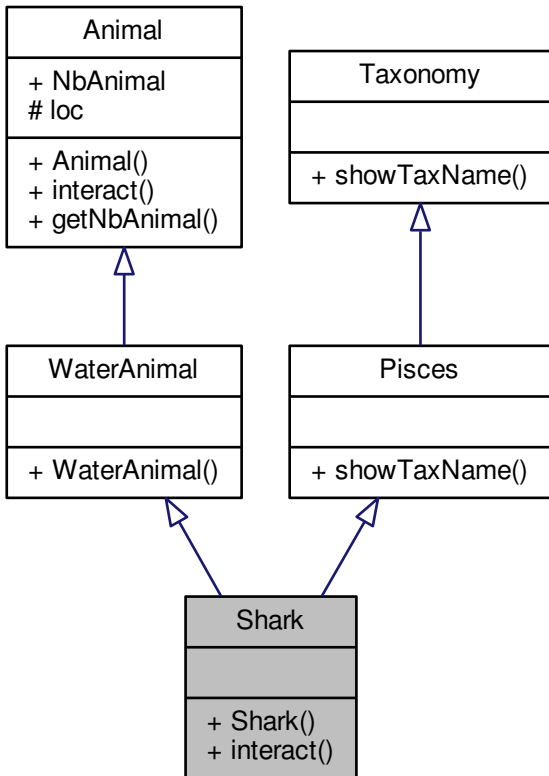 Animal
+ NbAnimal
# loc
+ Animal()
+ interact()
+ getNbAnimal()
Taxonomy
+ showTaxName()
WaterAnimal
+ WaterAnimal()
Pisces
+ showTaxName()
Shark
+ Shark()
+ interact()